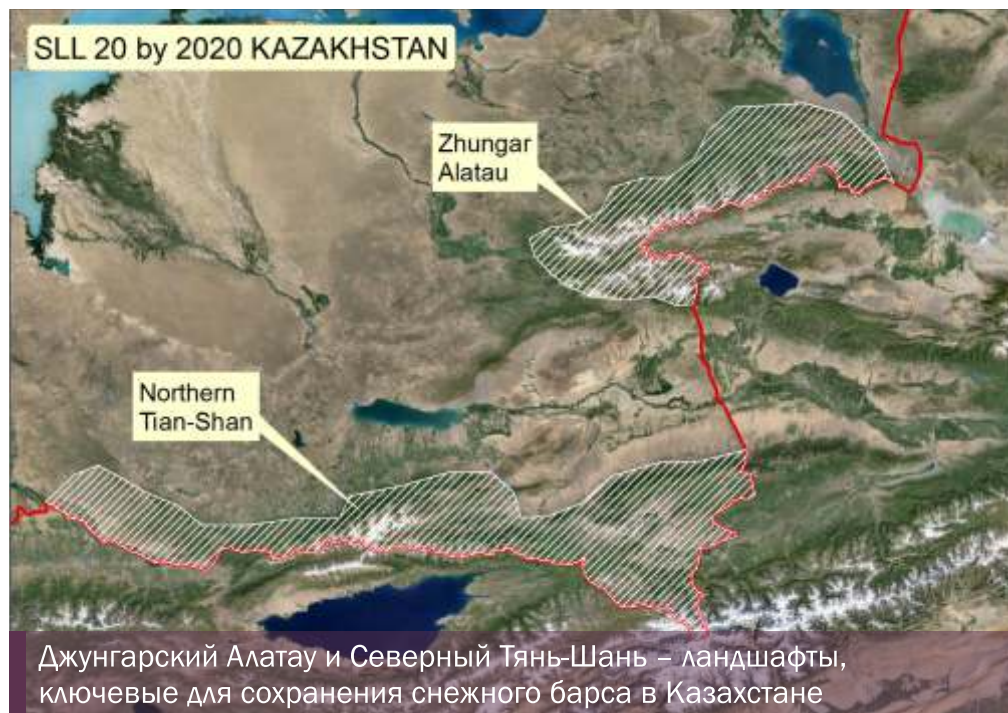 SLL 20 by 2020 KAZAKHSTAN
Zhungar
Alatau
Northern
Tian-Shan
Джунгарский Алатау и Северный Тянь-Шань – ландшафты,
ключевые для сохранения снежного барса в Казахстане